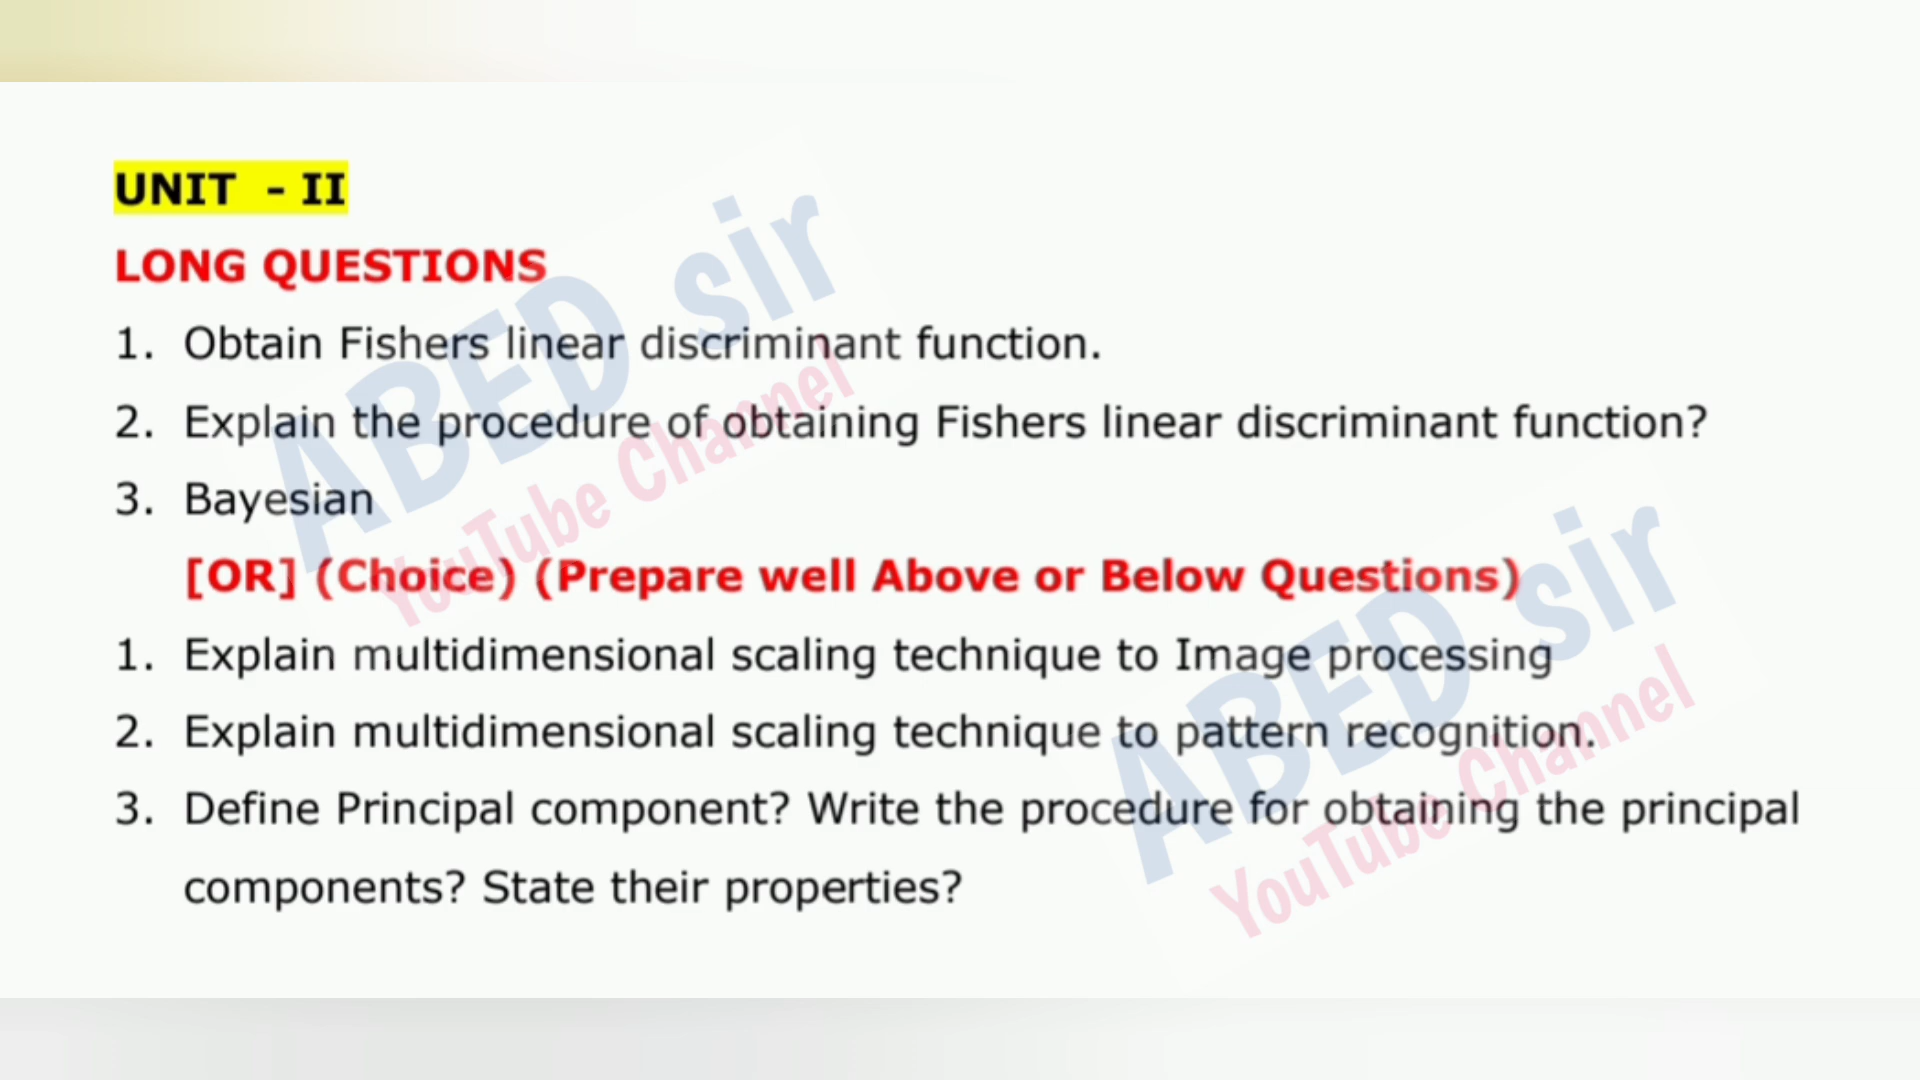 UNIT - II
LONG QUESTIONS
1. Obtain Fishers linear discriminant function.
2. Explain the procedure of obtaining Fishers linear discriminant function?
3. Bayesian
[OR] (Choice) (Prepare well Above or Below Questions)
1. Explain multidimensional scaling technique to Image processing
2. Explain multidimensional scaling technique to pattern recognition.
3. Define Principal component? Write the procedure for obtaining the principal
components? State their properties?
ABED sir
YouTube Channel
ABED sir
YouTube Channel